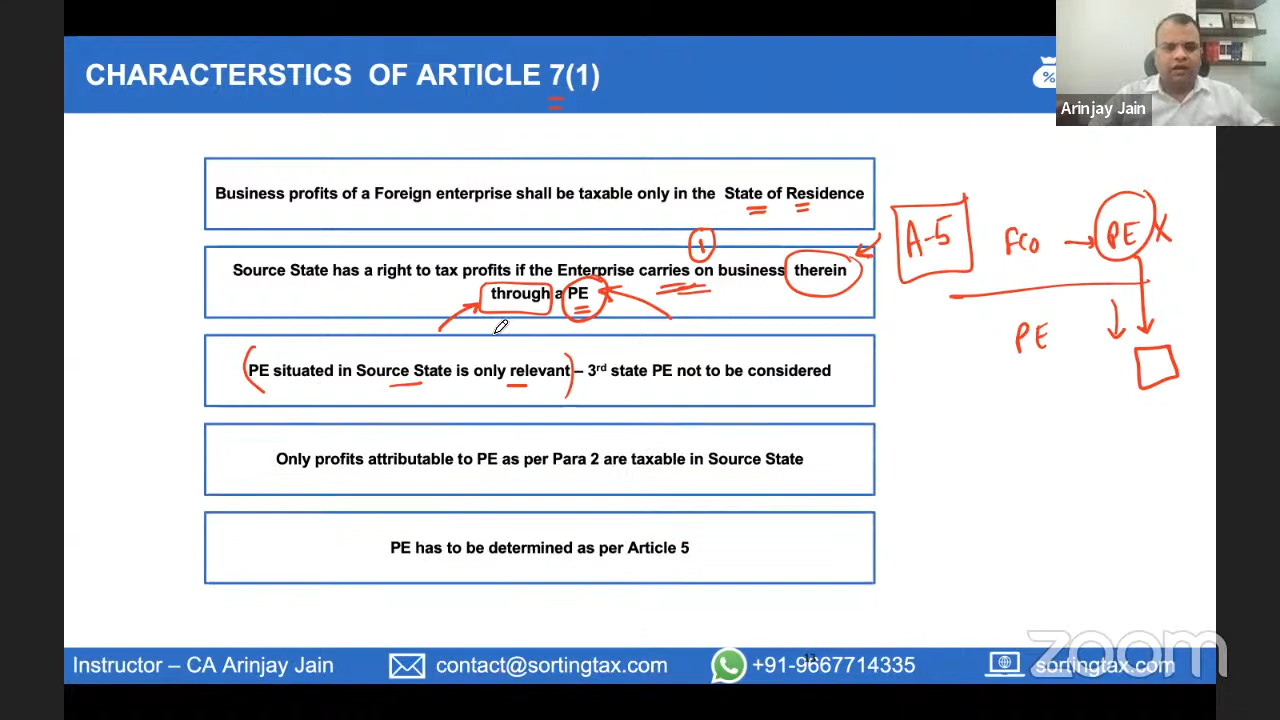 CHARACTERSTICS OF ARTICLE 7(1)
%
Arinjay Jain
Business profits of a Foreign enterprise shall be taxable only in the State of Residence
1
Source State has a right to tax profits if the Enterprise carries on business therein
through a PE
A-5
FCO → PE X
PE
PE situated in Source State is only relevant – 3rd state PE not to be considered
Only profits attributable to PE as per Para 2 are taxable in Source State
PE has to be determined as per Article 5
Instructor – CA Arinjay Jain
contact@sortingtax.com
+91-9667714335
sortingtax.com
zoom